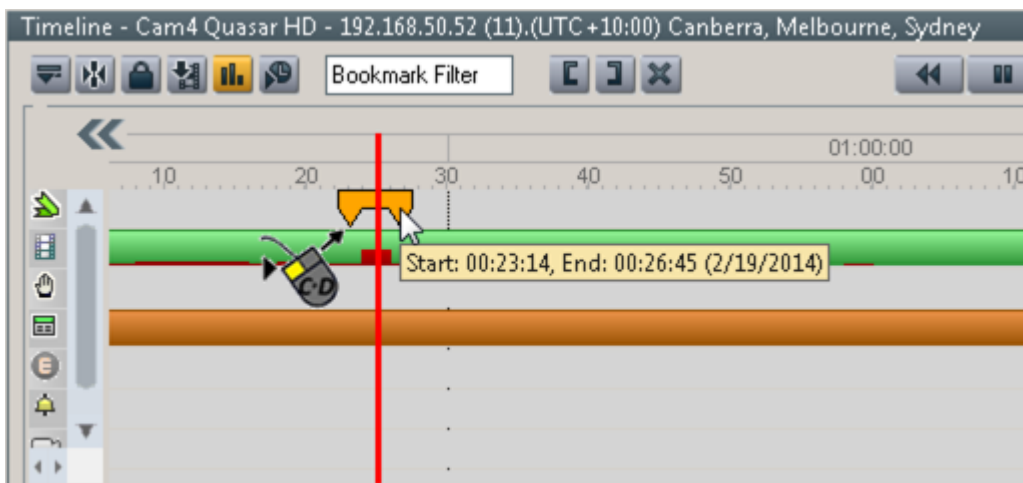 Timeline - Cam4 Quasar HD - 192.168.50.52 (11).(UTC+10:00) Canberra, Melbourne, Sydney
Bookmark Filter
01:00:00
10 20 30 40 50 00 10
Start: 00:23:14, End: 00:26:45 (2/19/2014)
C·D
E